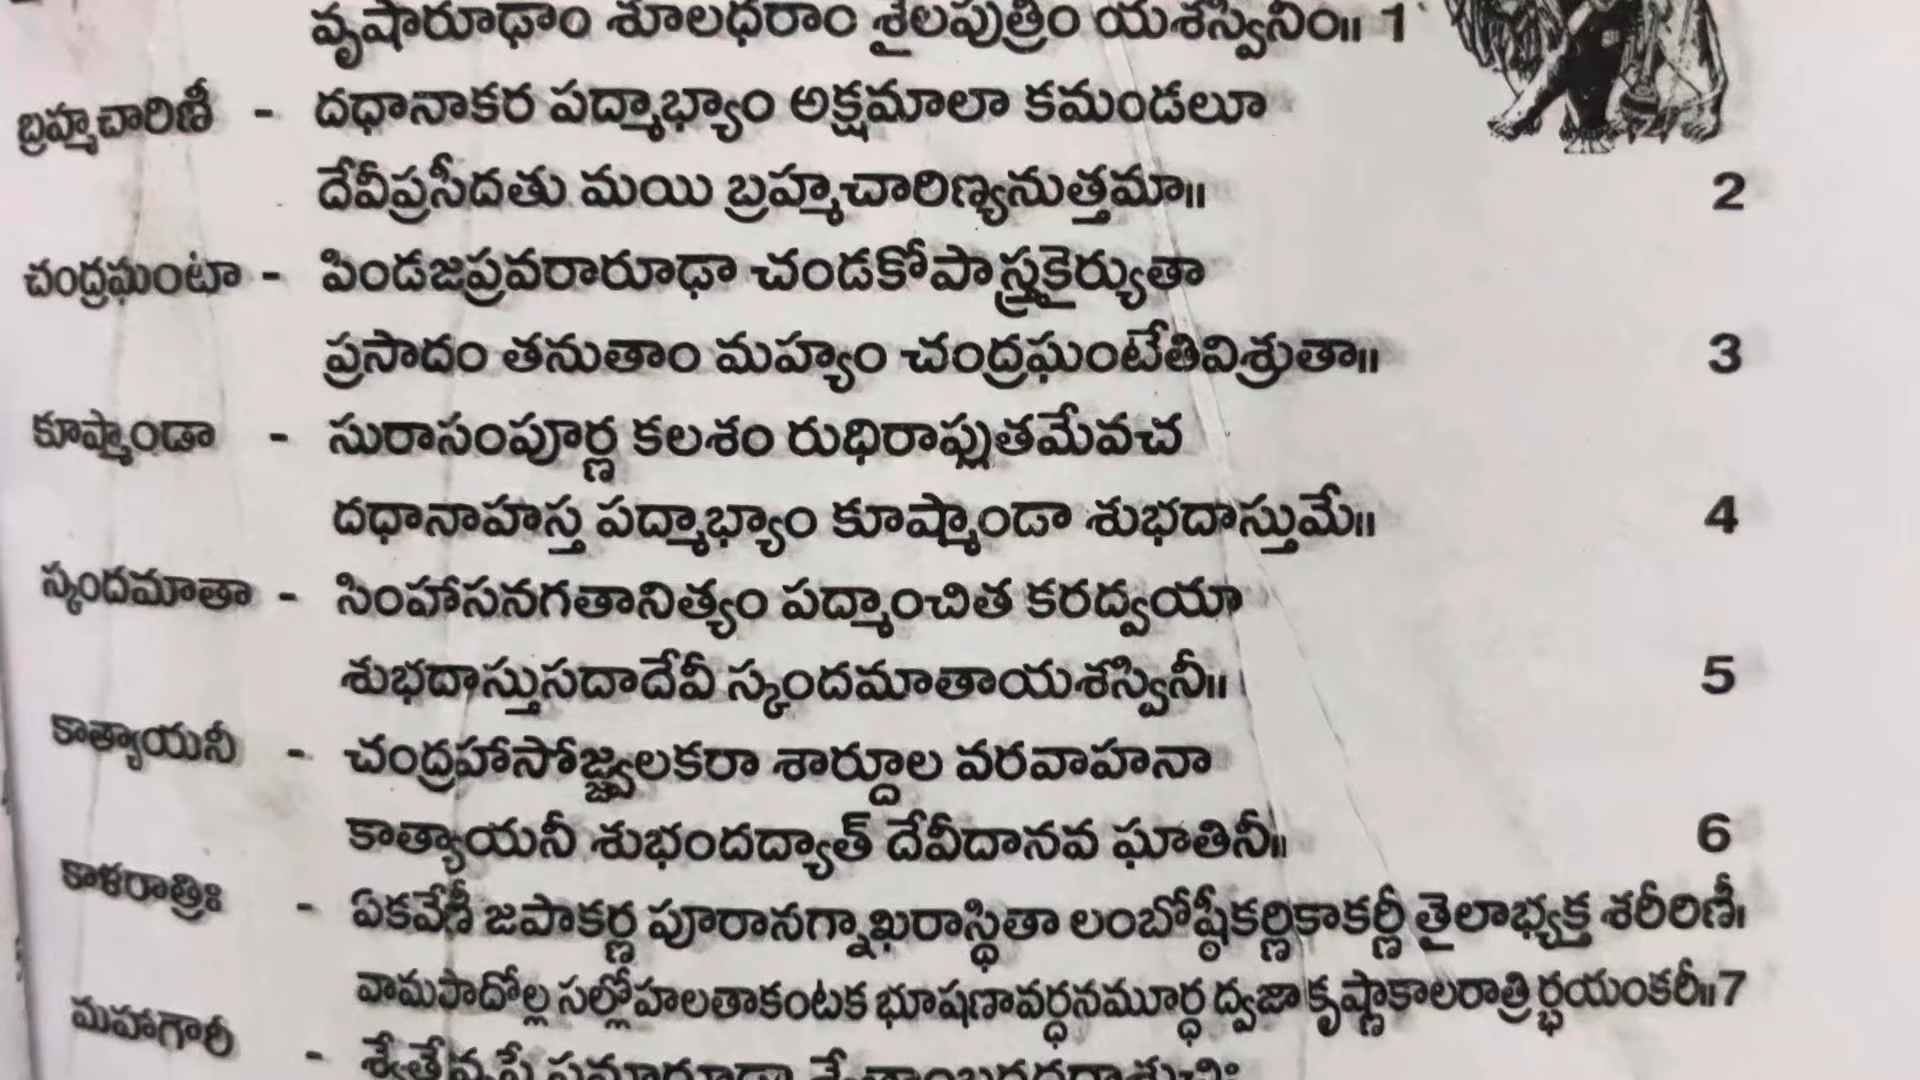 వృషారూఢాం శూలధరాం శైలపుత్రీం యశస్వినీం॥ 1
బ్రహ్మచారిణీ - దధానాకర పద్మాభ్యాం అక్షమాలా కమండలూ
దేవీప్రసీదతు మయి బ్రహ్మచారిణ్యనుత్తమా॥ 2
చంద్రఘంటా - పిండజప్రవరారూఢా చండకోపాస్త్రకైర్యుతా
ప్రసాదం తనుతాం మహ్యం చంద్రఘంటేతివిశ్రుతా॥ 3
కూష్మాండా - సురాసంపూర్ణ కలశం రుధిరాప్లుతమేవచ
దధానాహస్త పద్మాభ్యాం కూష్మాండా శుభదాస్తుమే॥ 4
స్కందమాతా - సింహాసనగతానిత్యం పద్మాంచిత కరద్వయా
శుభదాస్తుసదాదేవీ స్కందమాతాయశస్వినీ॥ 5
కాత్యాయనీ - చంద్రహాసోజ్జ్వలకరా శార్దూల వరవాహనా
కాత్యాయనీ శుభందద్యాత్ దేవీదానవ ఘాతినీ॥ 6
కాళరాత్రిః - ఏకవేణీ జపాకర్ణ పూరానగ్నాఖరాస్థితా లంబోష్ఠీకర్ణికాకర్ణీ తైలాభ్యక్త శరీరిణీ।
వామపాదోల్ల సల్లోహలతాకంటక భూషణావర్ధనమూర్ధ ద్వజా కృష్ణాకాలరాత్రిర్భయంకరీ॥7
మహాగౌరీ - శ్వేతేవృషే సమారూఢా శ్వేతాంబరధరాశుచిః